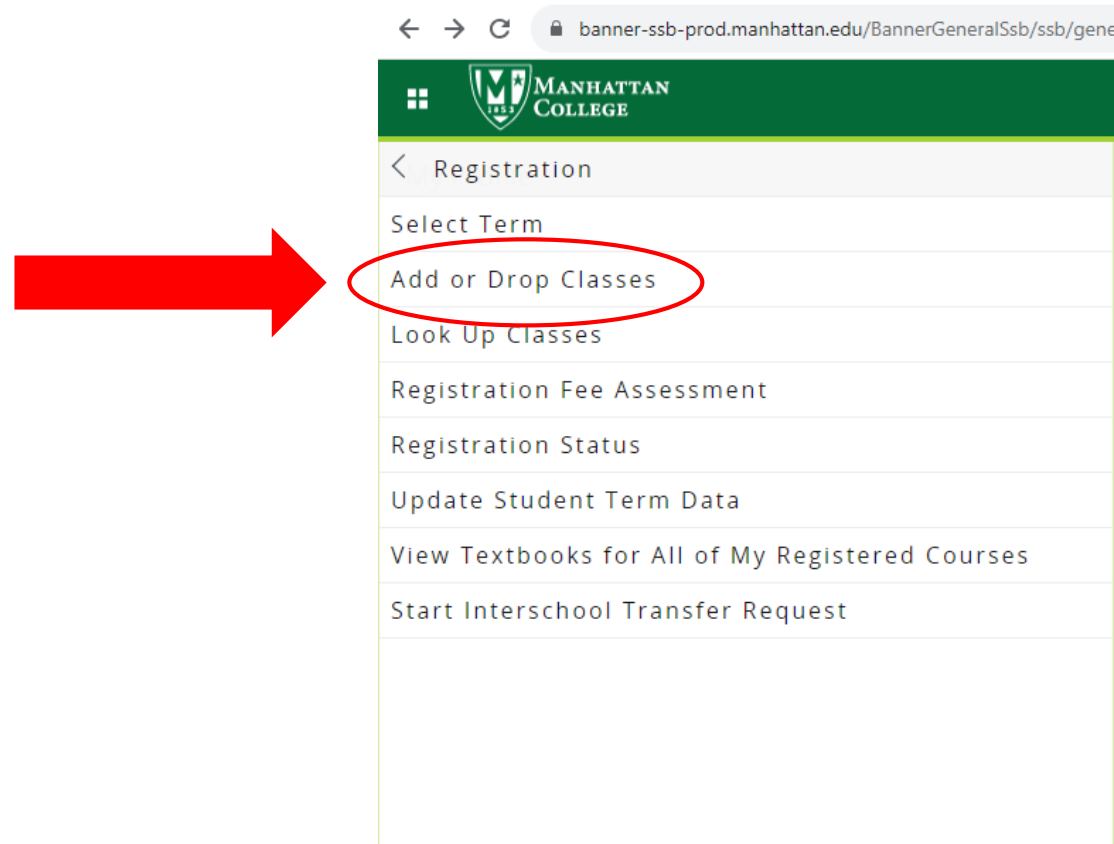 banner-ssb-prod.manhattan.edu/BannerGeneralSsb/ssb/gene
MANHATTAN
COLLEGE
1853
Registration
Select Term
Add or Drop Classes
Look Up Classes
Registration Fee Assessment
Registration Status
Update Student Term Data
View Textbooks for All of My Registered Courses
Start Interschool Transfer Request